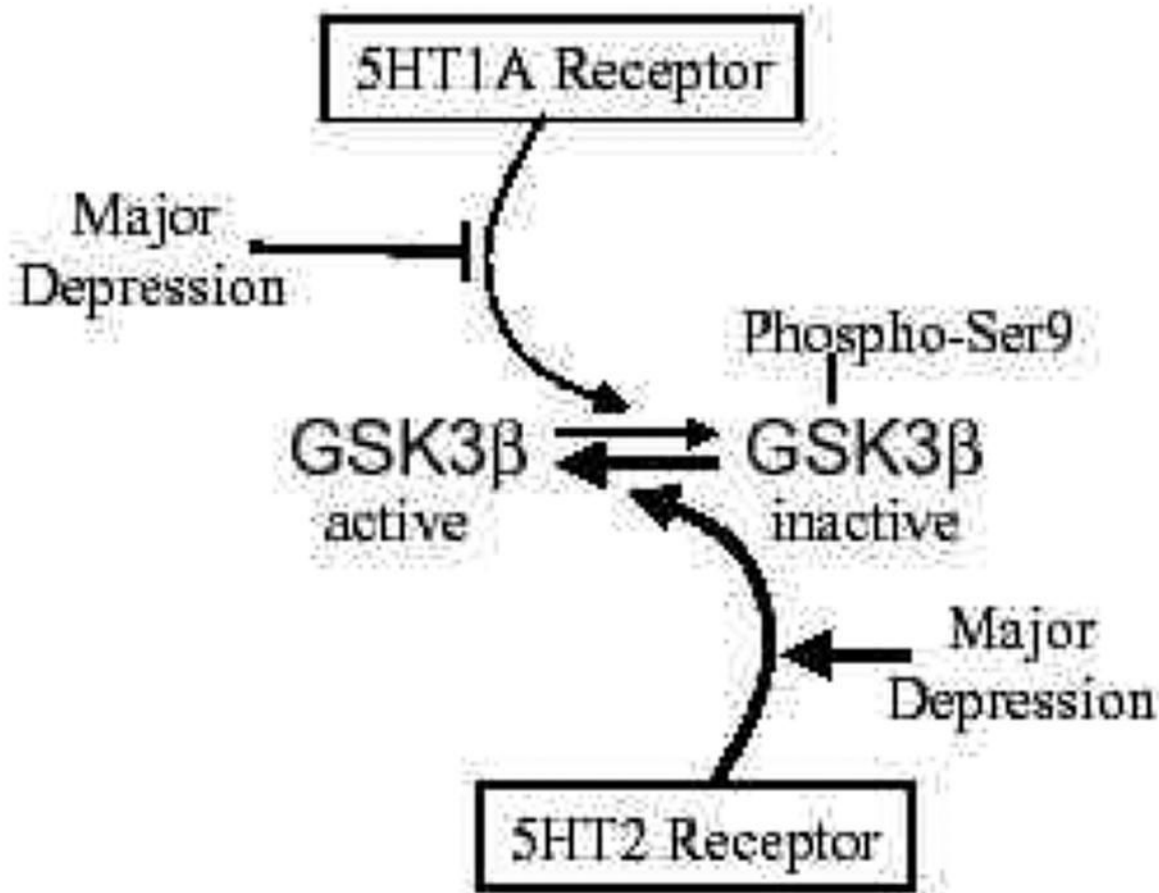 5HT1A Receptor
Major
Depression
Phospho-Ser9
GSK3β
active
GSK3β
inactive
Major
Depression
5HT2 Receptor